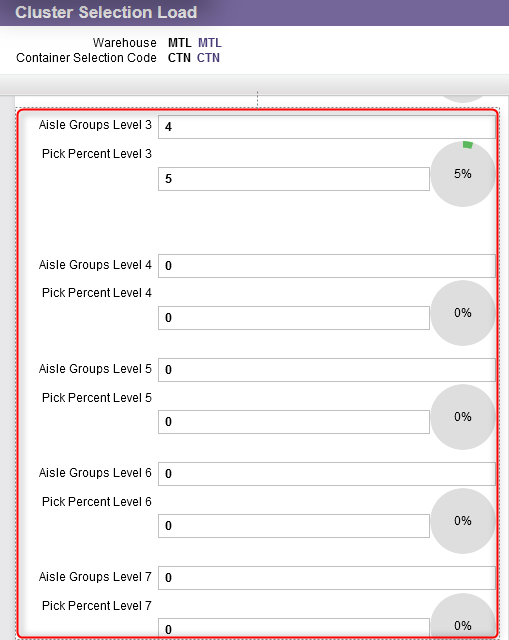 Cluster Selection Load
Warehouse MTL MTL
Container Selection Code CTN CTN
Aisle Groups Level 3 4
Pick Percent Level 3
5 5%
Aisle Groups Level 4 0
Pick Percent Level 4
0 0%
Aisle Groups Level 5 0
Pick Percent Level 5
0 0%
Aisle Groups Level 6 0
Pick Percent Level 6
0 0%
Aisle Groups Level 7 0
Pick Percent Level 7
0 0%